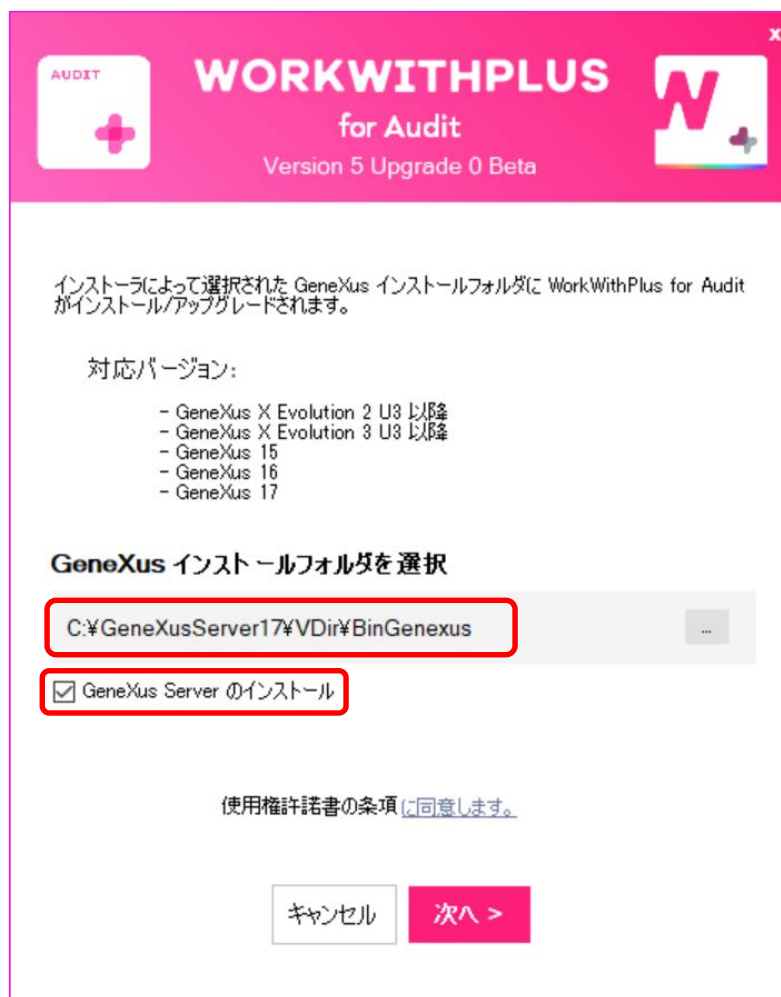 x
AUDIT
WORKWITHPLUS
for Audit
Version 5 Upgrade 0 Beta
インストーラによって選択された GeneXus インストールフォルダに WorkWithPlus for Audit
がインストール/アップグレードされます。
対応バージョン:
- GeneXus X Evolution 2 U3 以降
- GeneXus X Evolution 3 U3 以降
- GeneXus 15
- GeneXus 16
- GeneXus 17
GeneXus インストールフォルダを選択
C:¥GeneXusServer17¥VDir¥BinGenexus
...
GeneXus Server のインストール
使用権許諾書の条項に同意します。
キャンセル
次へ >